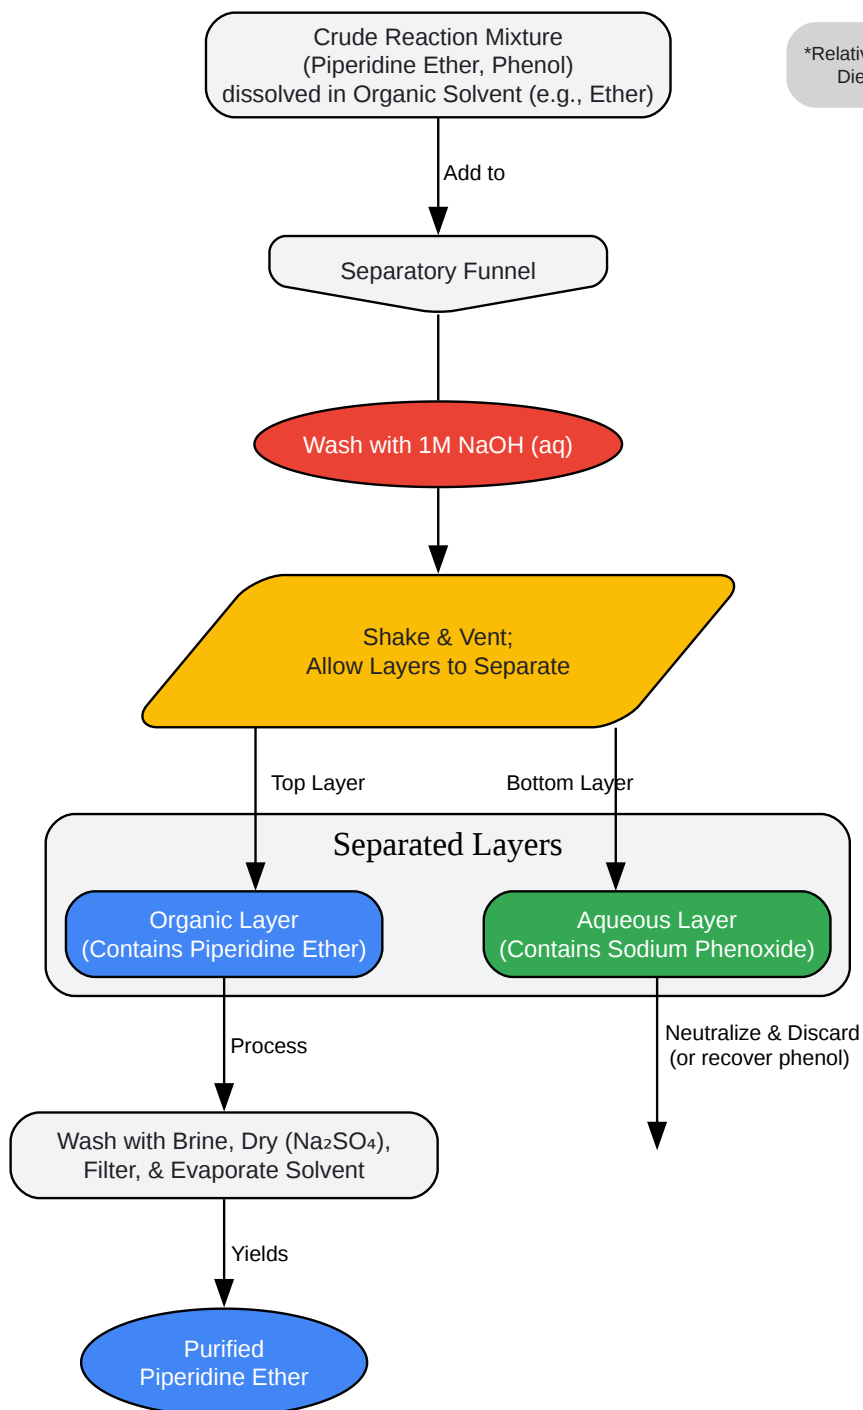 Crude Reaction Mixture
(Piperidine Ether, Phenol)
dissolved in Organic Solvent (e.g., Ether)
*Relativ
Die
Add to
Separatory Funnel
Wash with 1M NaOH (aq)
Shake & Vent;
Allow Layers to Separate
Top Layer
Bottom Layer
Separated Layers
Organic Layer
(Contains Piperidine Ether)
Aqueous Layer
(Contains Sodium Phenoxide)
Process
Neutralize & Discard
(or recover phenol)
Wash with Brine, Dry (Na₂SO₄),
Filter, & Evaporate Solvent
Yields
Purified
Piperidine Ether